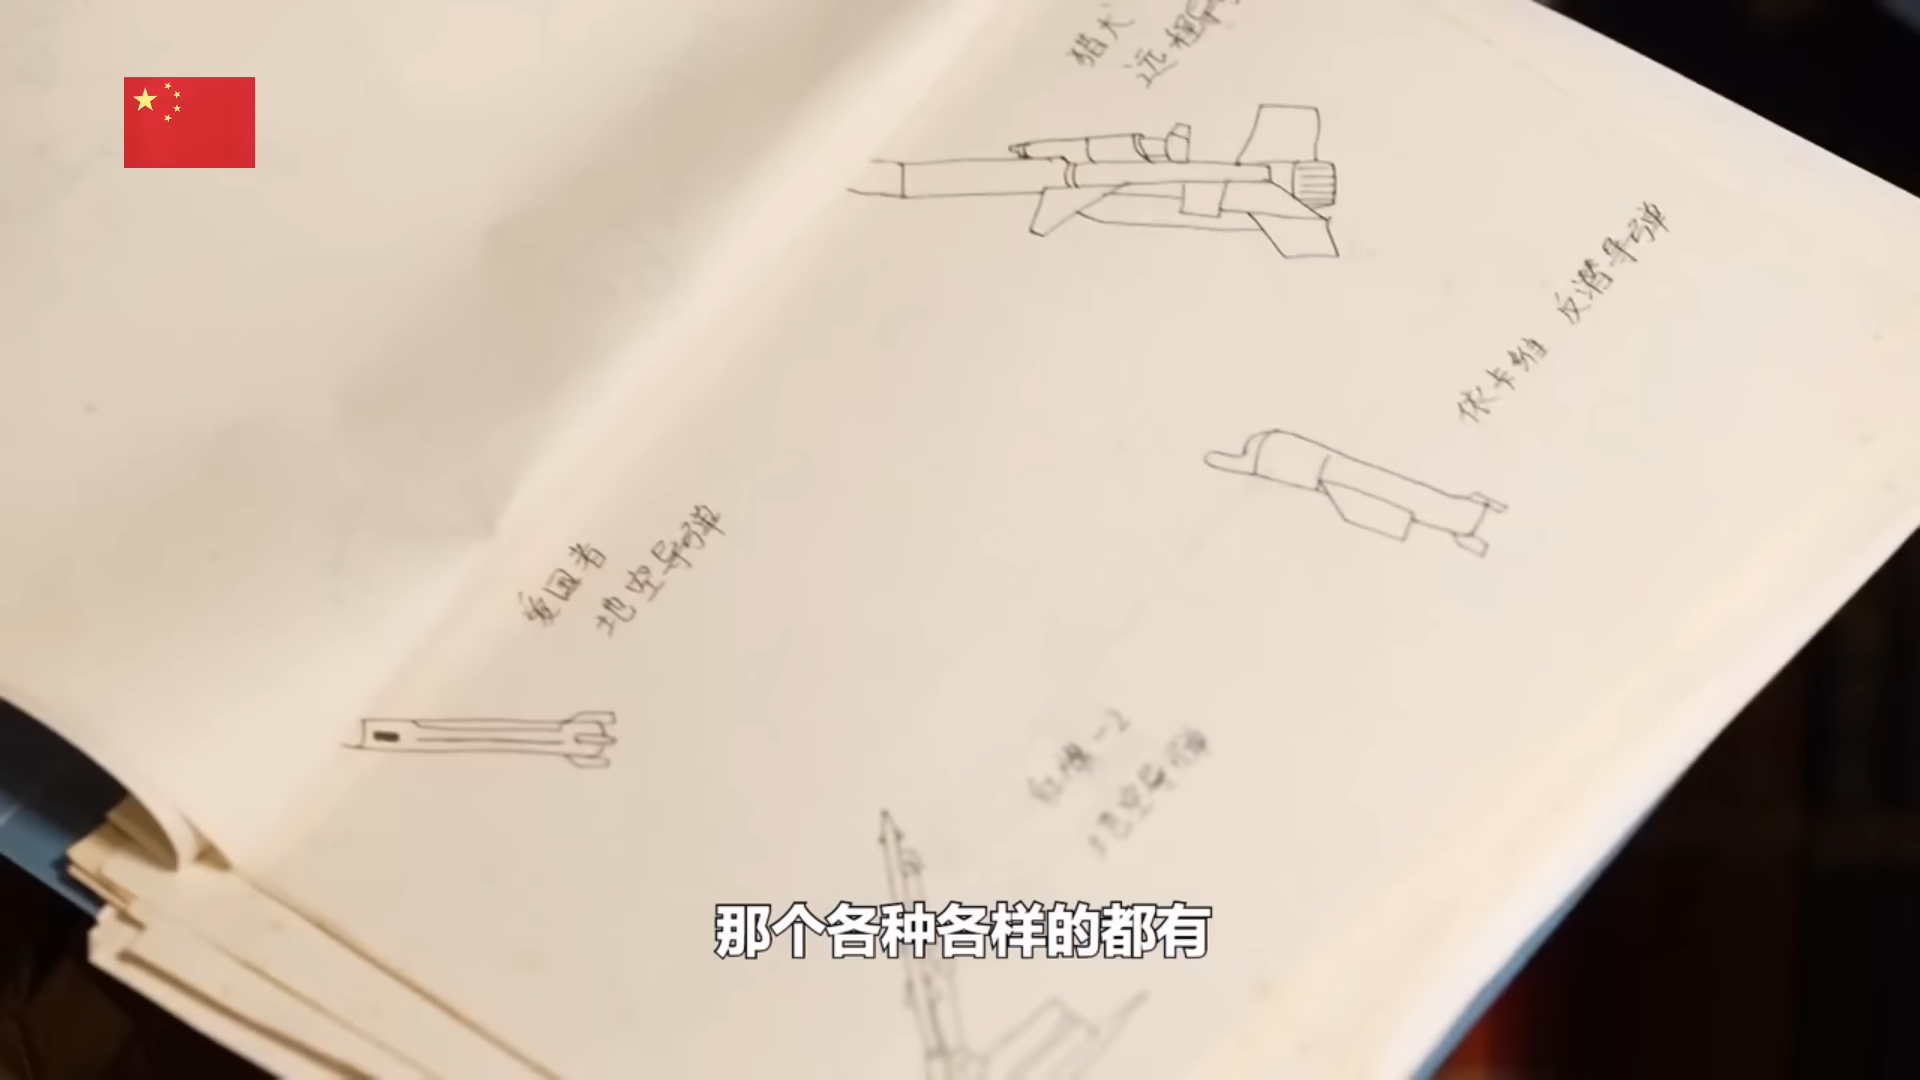 猎犬
远程导
依卡维 反潜导弹
爱国者
地空导弹
红旗-2
地空导弹
那个各种各样的都有